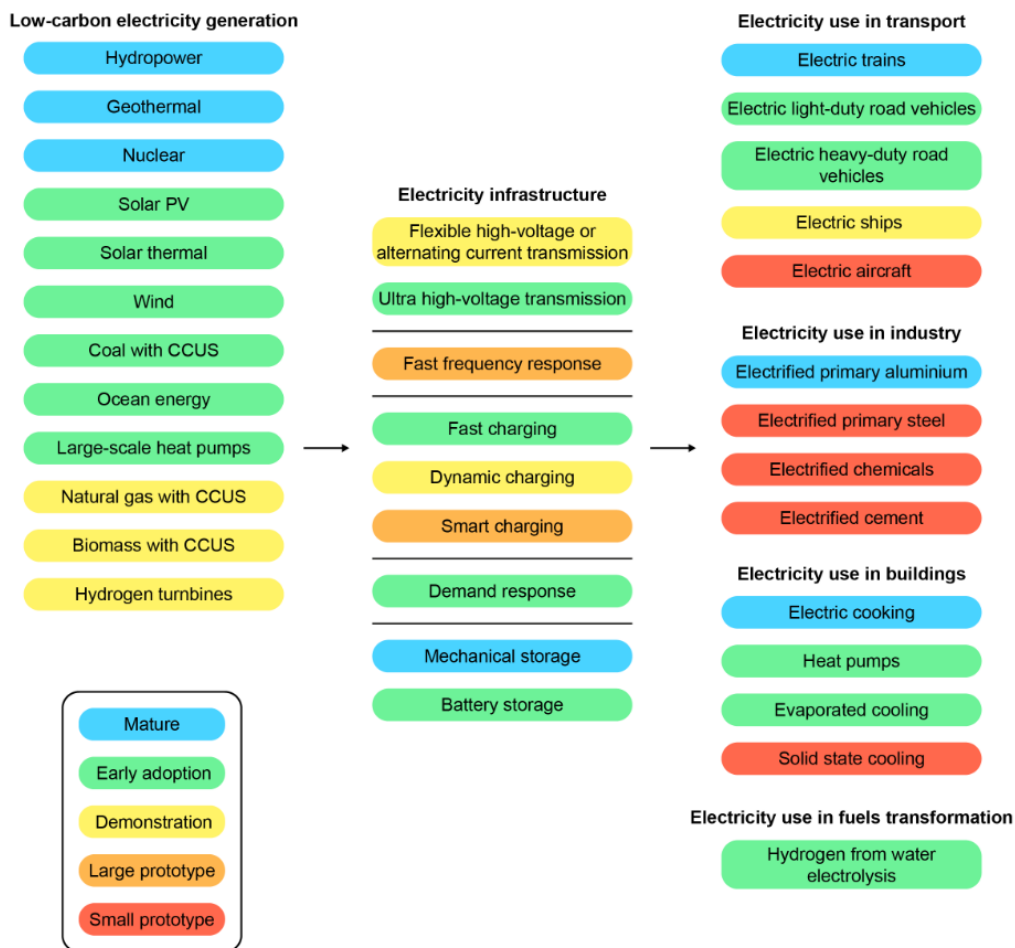 Low-carbon electricity generation
Hydropower
Geothermal
Nuclear
Solar PV
Solar thermal
Wind
Coal with CCUS
Ocean energy
Large-scale heat pumps
Natural gas with CCUS
Biomass with CCUS
Hydrogen turnbines
Mature
Early adoption
Demonstration
Large prototype
Small prototype
Electricity infrastructure
Flexible high-voltage or
alternating current transmission
Ultra high-voltage transmission
Fast frequency response
Fast charging
Dynamic charging
Smart charging
Demand response
Mechanical storage
Battery storage
Electricity use in transport
Electric trains
Electric light-duty road vehicles
Electric heavy-duty road
vehicles
Electric ships
Electric aircraft
Electricity use in industry
Electrified primary aluminium
Electrified primary steel
Electrified chemicals
Electrified cement
Electricity use in buildings
Electric cooking
Heat pumps
Evaporated cooling
Solid state cooling
Electricity use in fuels transformation
Hydrogen from water
electrolysis